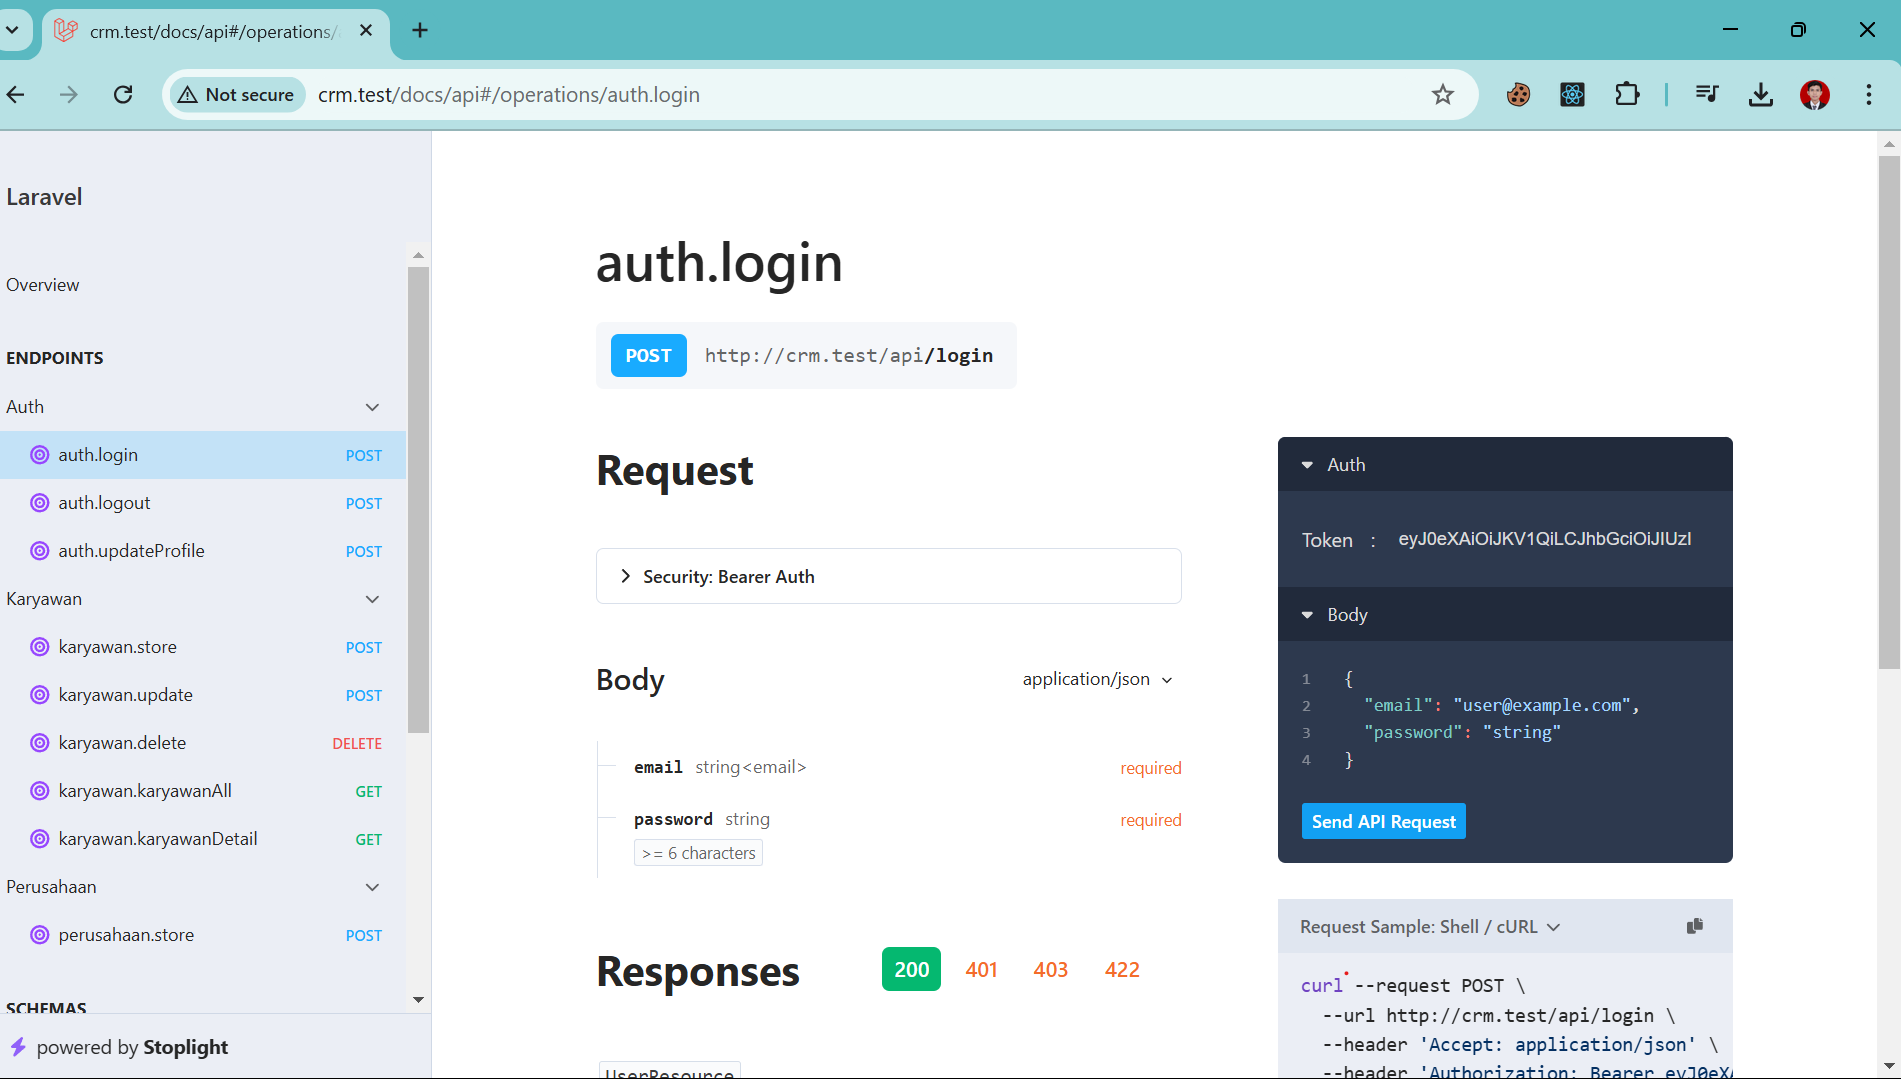 crm.test/docs/api#/operations/
Not secure
crm.test/docs/api#/operations/auth.login
Laravel
Overview
ENDPOINTS
Auth
auth.login POST
auth.logout POST
auth.updateProfile POST
Karyawan
karyawan.store POST
karyawan.update POST
karyawan.delete DELETE
karyawan.karyawanAll GET
karyawan.karyawanDetail GET
Perusahaan
perusahaan.store POST
SCHEMAS
powered by Stoplight
auth.login
POST http://crm.test/api/login
Request
Security: Bearer Auth
Body application/json
email string<email> required
password string required
>= 6 characters
Responses 200 401 403 422
UserResource
Auth
Token : eyJ0eXAiOiJKV1QiLCJhbGciOiJIUzI
Body
1 {
2 "email": "user@example.com",
3 "password": "string"
4 }
Send API Request
Request Sample: Shell / cURL
curl --request POST \
--url http://crm.test/api/login \
--header 'Accept: application/json' \
--header 'Authorization: Bearer eyJ0eXA